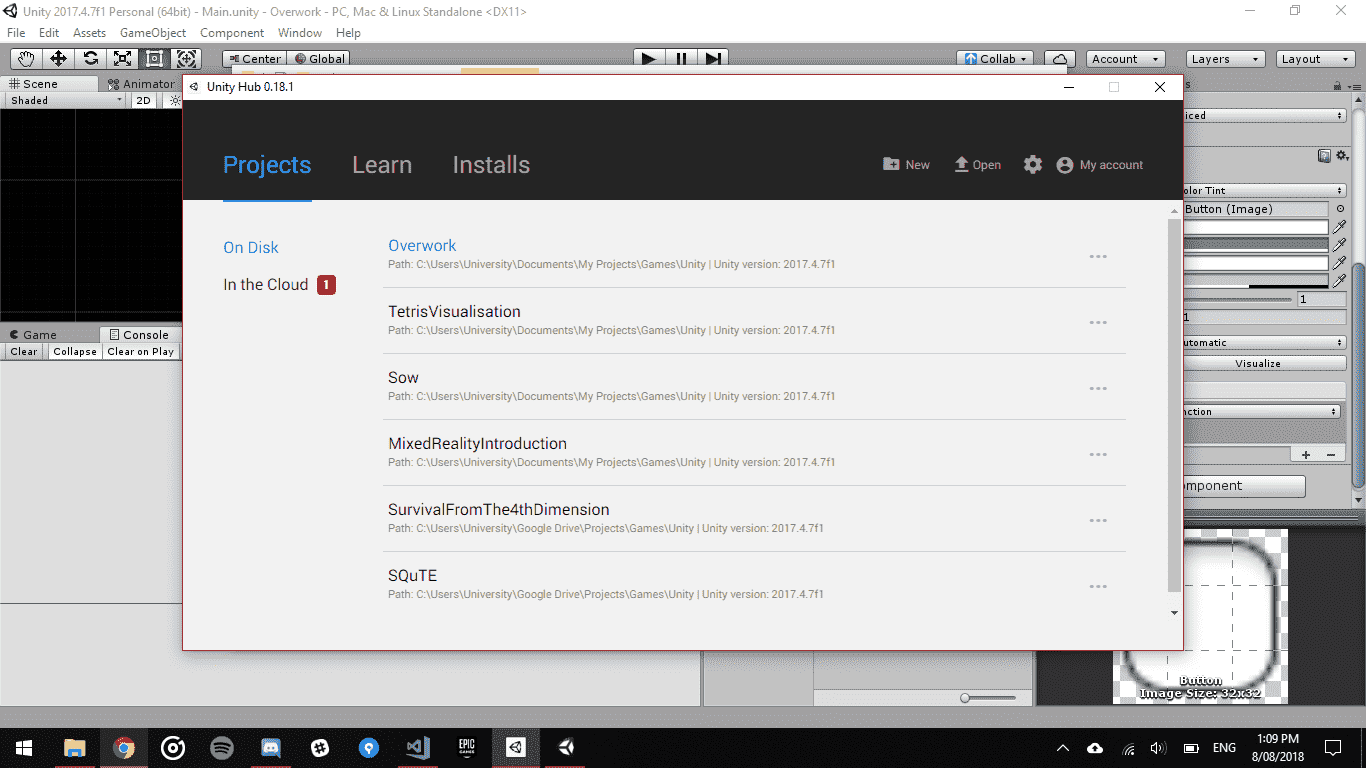 Unity 2017.4.7f1 Personal (64bit) - Main.unity - Overwork - PC, Mac & Linux Standalone <DX11>
File Edit Assets GameObject Component Window Help
Center Global Collab Account Layers Layout
Scene Animator
Shaded 2D
Unity Hub 0.18.1
Projects Learn Installs New Open My account
On Disk
In the Cloud 1
Overwork
Path: C:\Users\University\Documents\My Projects\Games\Unity | Unity version: 2017.4.7f1
TetrisVisualisation
Path: C:\Users\University\Documents\My Projects\Games\Unity | Unity version: 2017.4.7f1
Sow
Path: C:\Users\University\Documents\My Projects\Games\Unity | Unity version: 2017.4.7f1
MixedRealityIntroduction
Path: C:\Users\University\Documents\My Projects\Games\Unity | Unity version: 2017.4.7f1
SurvivalFromThe4thDimension
Path: C:\Users\University\Google Drive\Projects\Games\Unity | Unity version: 2017.4.7f1
SQuTE
Path: C:\Users\University\Google Drive\Projects\Games\Unity | Unity version: 2017.4.7f1
Game Console
Clear Collapse Clear on Play
s
iced
olor Tint
Button (Image)
1
1
utomatic
Visualize
nction
+ −
omponent
Button
Image Size: 32x32
EPIC
GAMES
ENG
1:09 PM
8/08/2018